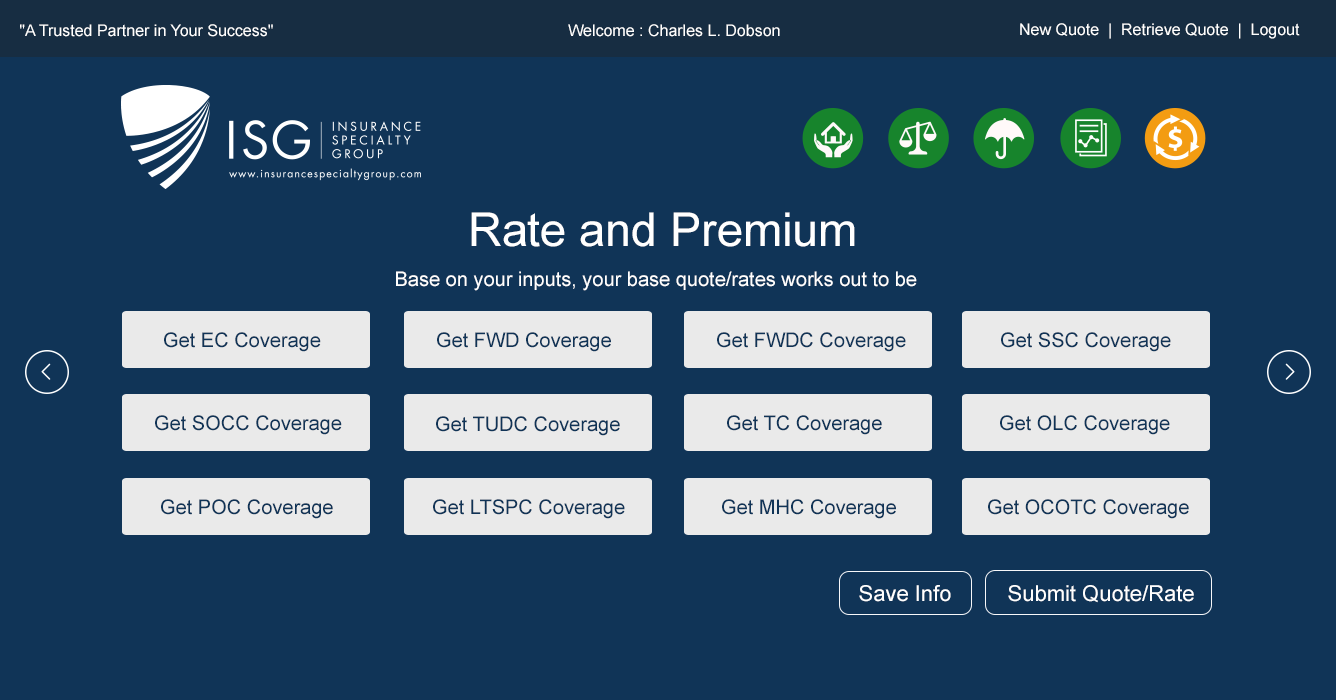 "A Trusted Partner in Your Success"
Welcome : Charles L. Dobson
New Quote | Retrieve Quote | Logout
ISG
INSURANCE
SPECIALTY
GROUP
www.insurancespecialtygroup.com
$
Rate and Premium
Base on your inputs, your base quote/rates works out to be
Get EC Coverage
Get FWD Coverage
Get FWDC Coverage
Get SSC Coverage
Get SOCC Coverage
Get TUDC Coverage
Get TC Coverage
Get OLC Coverage
Get POC Coverage
Get LTSPC Coverage
Get MHC Coverage
Get OCOTC Coverage
Save Info
Submit Quote/Rate